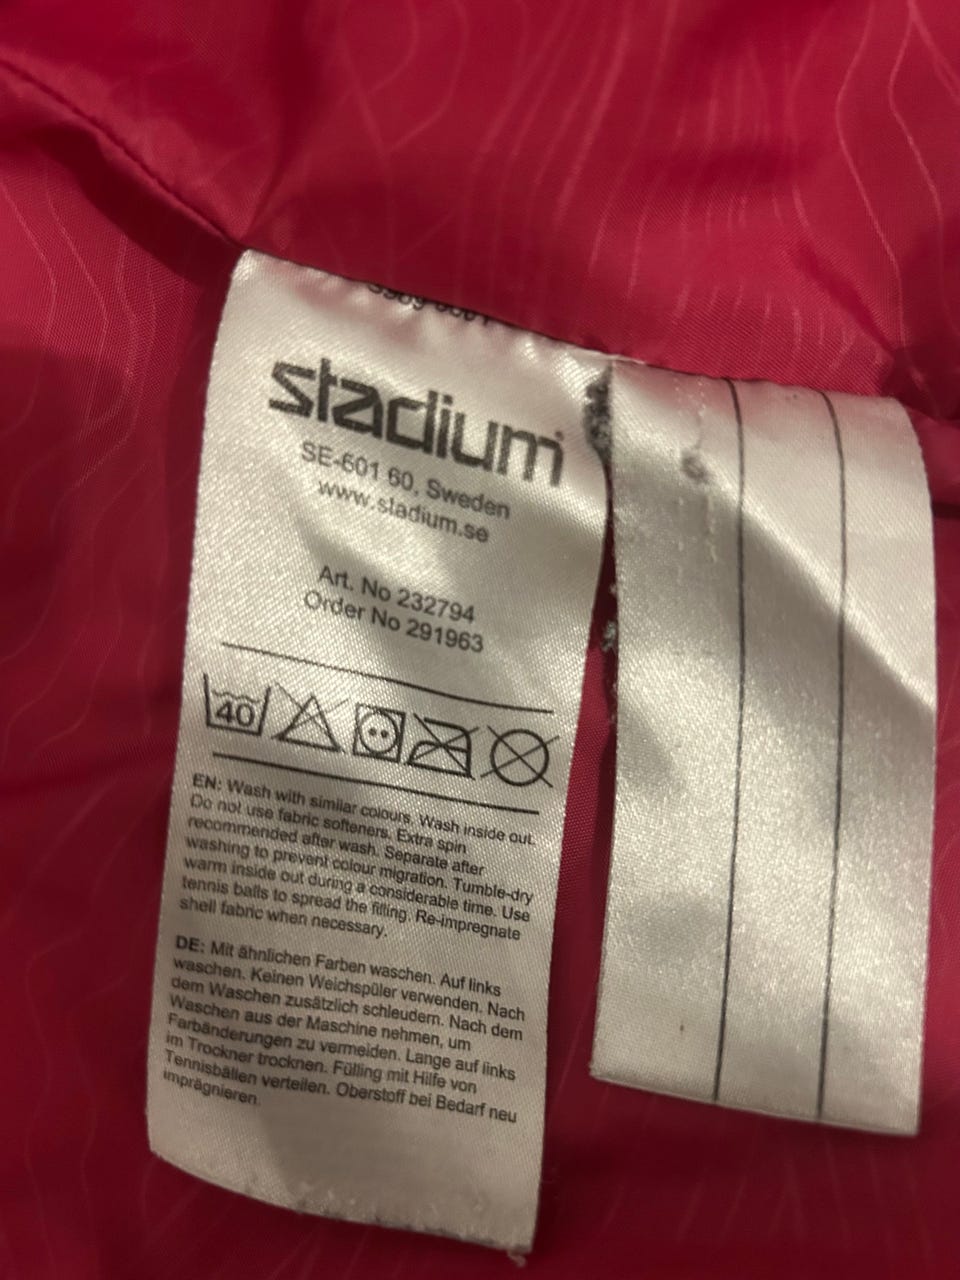 stadium
SE-601 60, Sweden
www.stadium.se
Art. No 232794
Order No 291963
40
EN: Wash with similar colours. Wash inside out.
Do not use fabric softeners. Extra spin
recommended after wash. Separate after
washing to prevent colour migration. Tumble-dry
warm inside out during a considerable time. Use
tennis balls to spread the filling. Re-impregnate
shell fabric when necessary.
DE: Mit ähnlichen Farben waschen. Auf links
waschen. Keinen Weichspüler verwenden. Nach
dem Waschen zusätzlich schleudern. Nach dem
Waschen aus der Maschine nehmen, um
Farbänderungen zu vermeiden. Lange auf links
im Trockner trocknen. Fülling mit Hilfe von
Tennisbällen verteilen. Oberstoff bei Bedarf neu
imprägnieren.